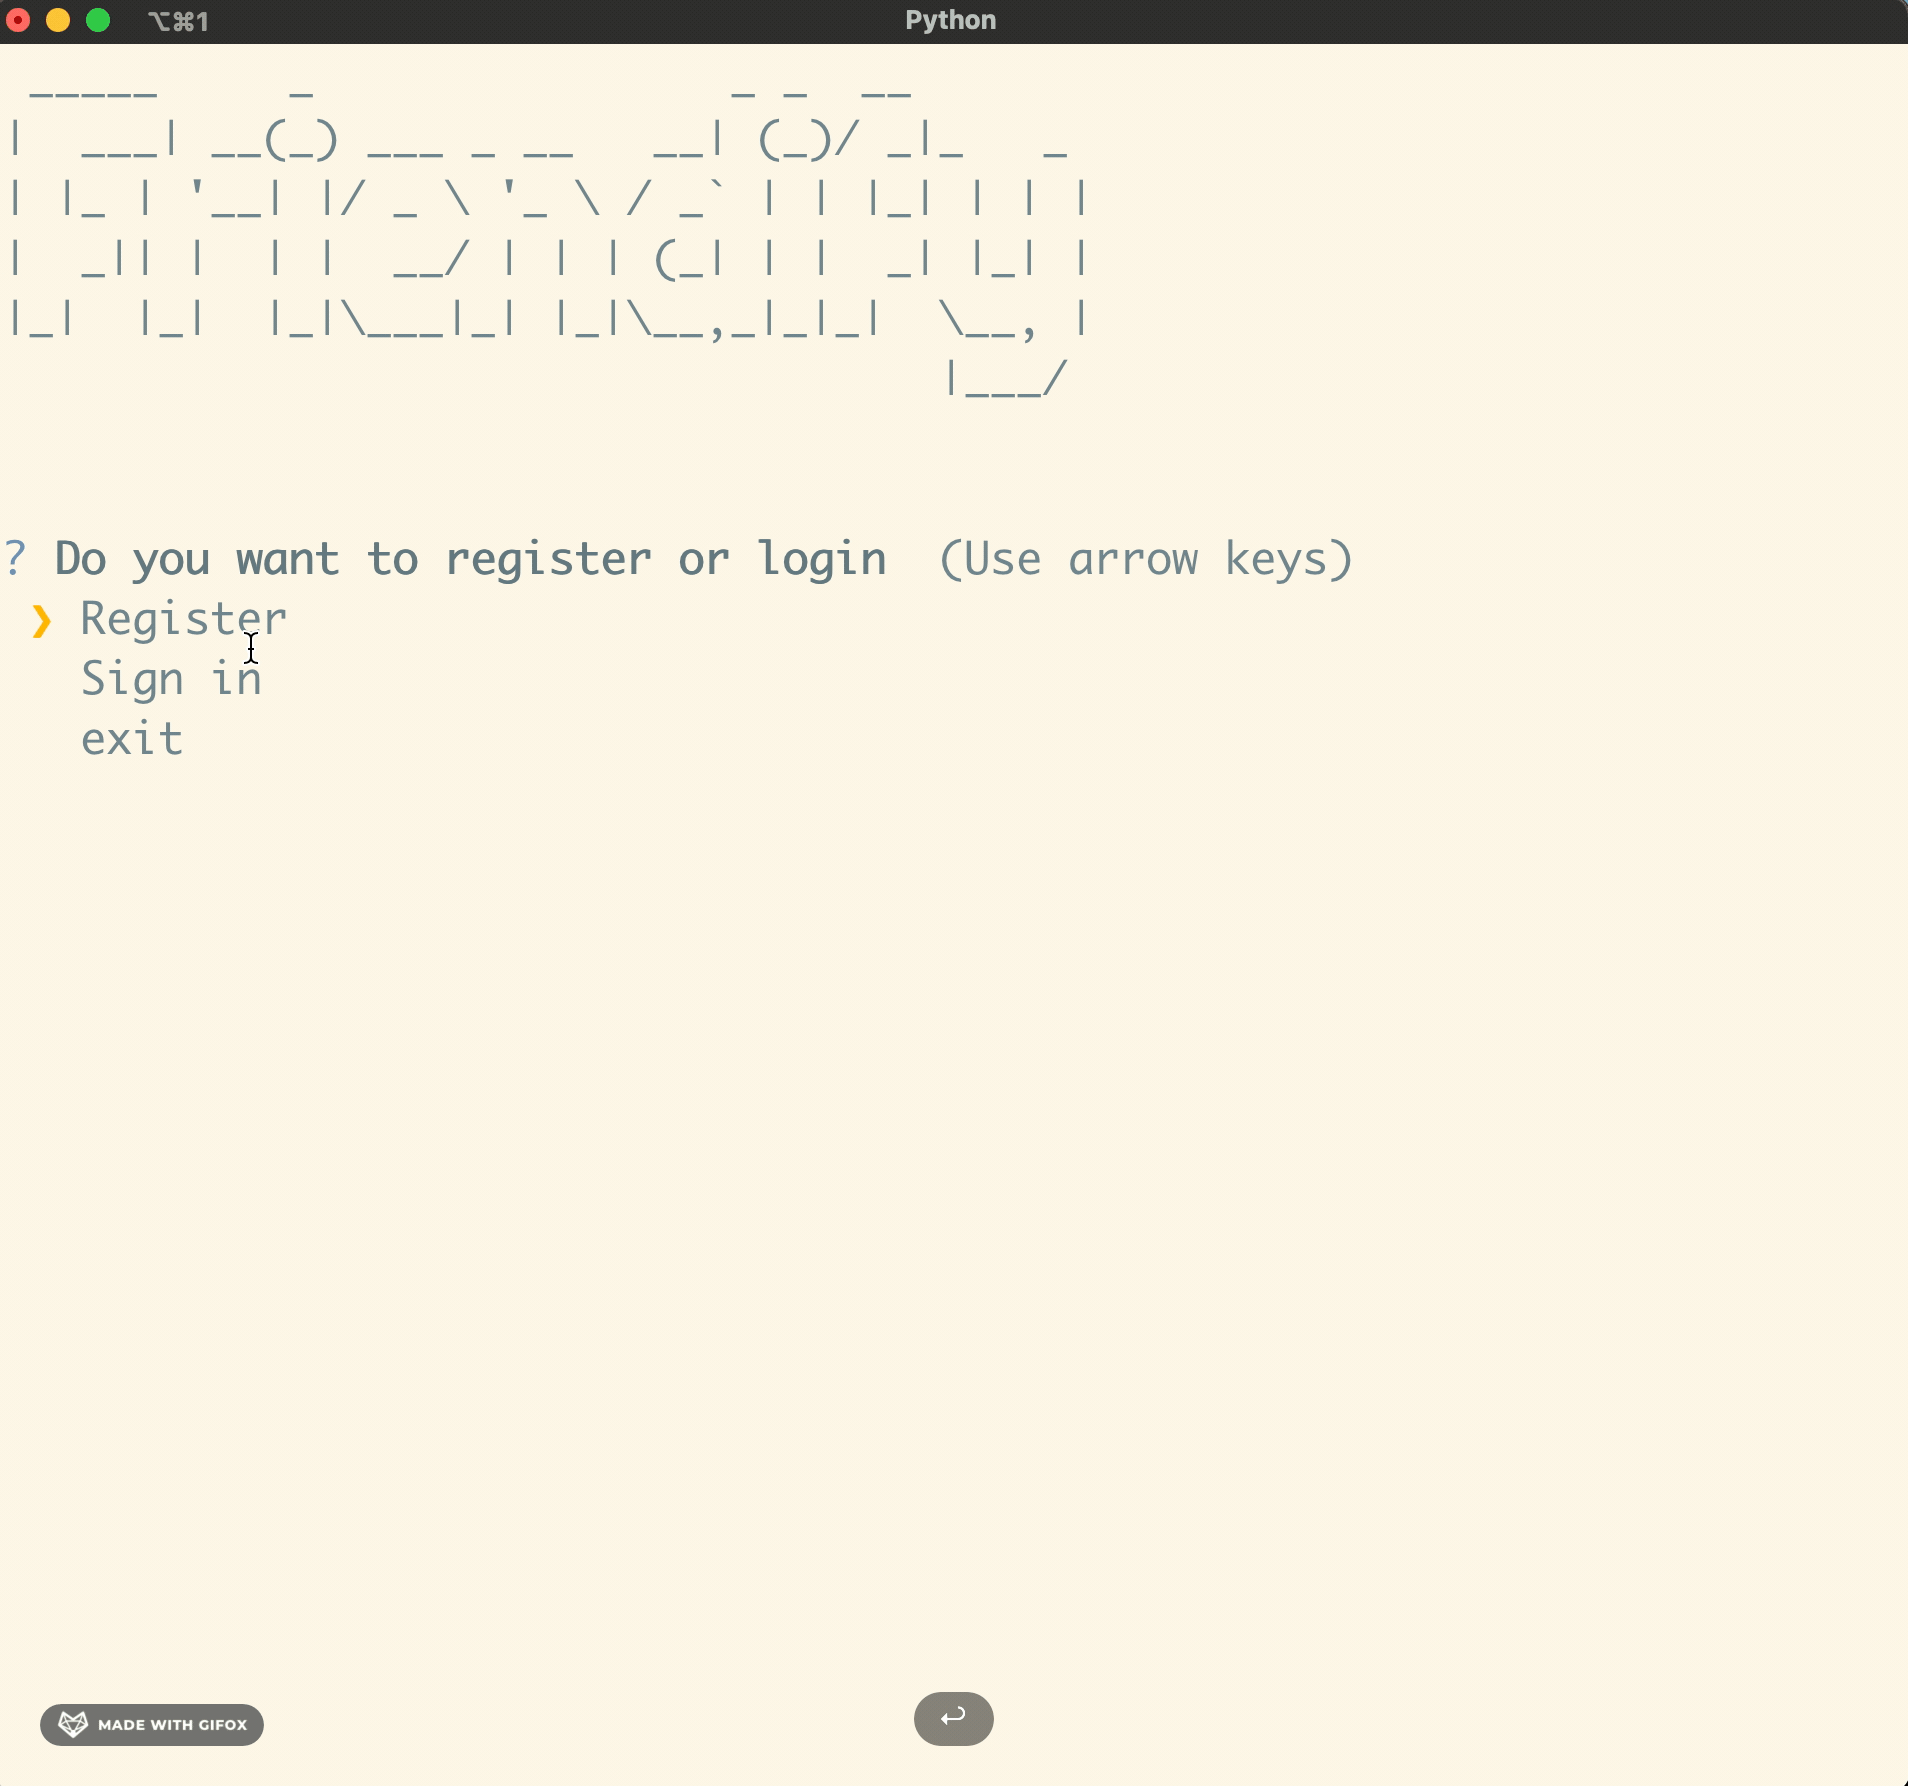 ⌥⌘1
Python
 _____     _                _ _  __
|  ___| __(_) ___ _ __   __| (_)/ _|_   _
| |_ | '__| |/ _ \ '_ \ / _` | | |_| | | |
|  _|| |  | |  __/ | | | (_| | |  _| |_| |
|_|  |_|  |_|\___|_| |_|\__,_|_|_|  \__, |
                                    |___/
? Do you want to register or login  (Use arrow keys)
❯ Register
Sign in
exit
MADE WITH GIFOX